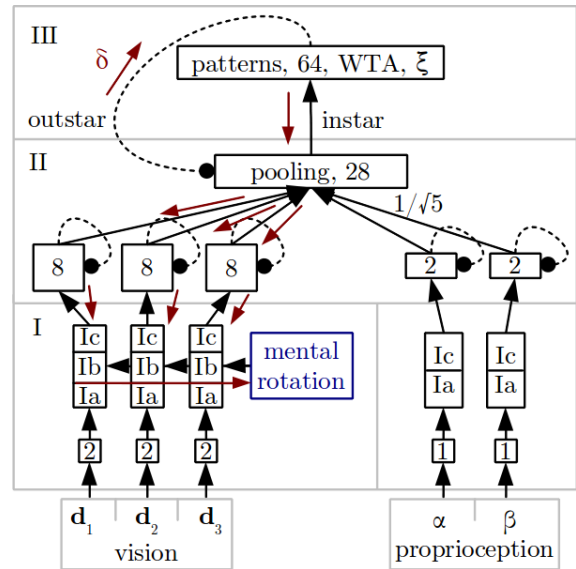 III
δ
patterns, 64, WTA, ξ
outstar
instar
II
pooling, 28
1/√5
8
8
8
2
2
I
Ic
Ic
Ic
Ib
Ib
Ib
Ia
Ia
Ia
mental
rotation
Ic
Ic
Ia
Ia
2
2
2
1
1
d1
d2
d3
α
β
vision
proprioception